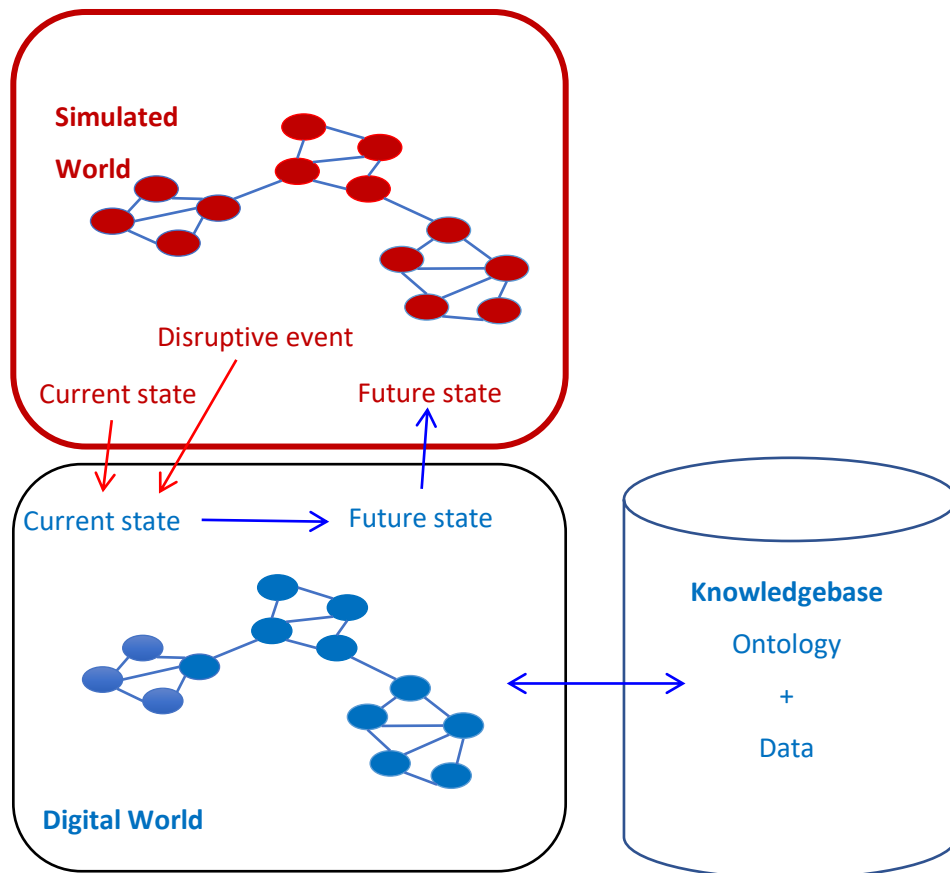 Simulated
World
Disruptive event
Current state
Future state
Current state
Future state
Knowledgebase
Ontology
+
Data
Digital World